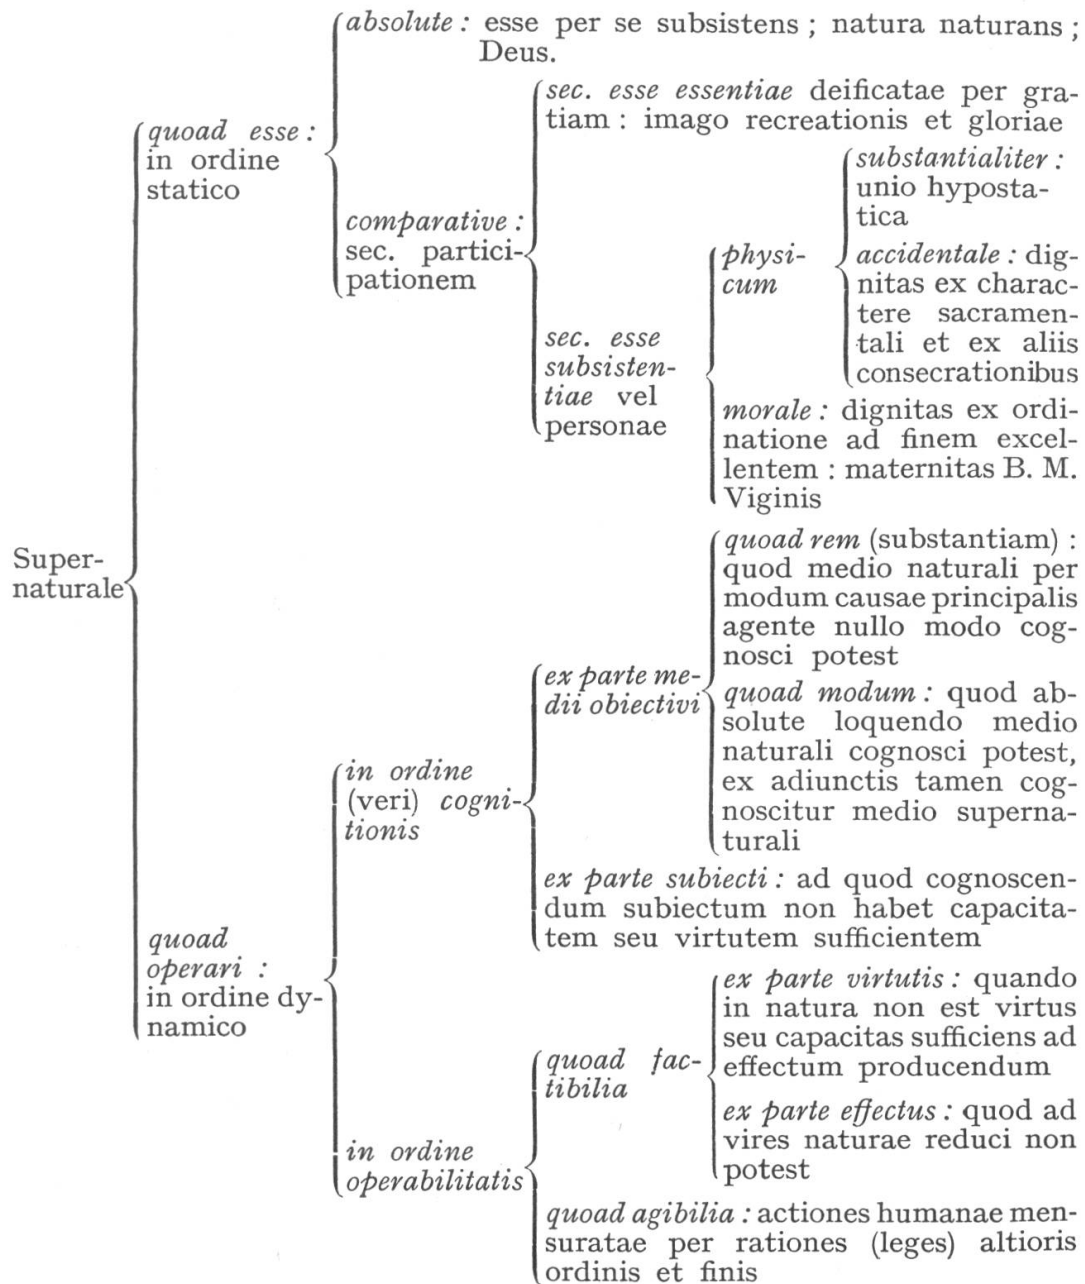 absolute : esse per se subsistens ; natura naturans ;
Deus.
sec. esse essentiae deificatae per gra-
tiam : imago recreationis et gloriae
quoad esse :
in ordine
statico
substantialiter :
unio hyposta-
tica
comparative :
sec. partici-
pationem
physi-
cum
accidentale : dig-
nitas ex charac-
tere sacramen-
tali et ex aliis
consecrationibus
sec. esse
subsisten-
tiae vel
personae
morale : dignitas ex ordi-
natione ad finem excel-
lentem : maternitas B. M.
Viginis
Super-
naturale
quoad rem (substantiam) :
quod medio naturali per
modum causae principalis
agente nullo modo cog-
nosci potest
ex parte me-
dii obiectivi
quoad modum : quod ab-
solute loquendo medio
naturali cognosci potest,
ex adiunctis tamen cog-
noscitur medio superna-
turali
in ordine
(veri) cogni-
tionis
ex parte subiecti : ad quod cognoscen-
dum subiectum non habet capacita-
tem seu virtutem sufficientem
quoad
operari :
in ordine dy-
namico
ex parte virtutis : quando
in natura non est virtus
seu capacitas sufficiens ad
effectum producendum
quoad fac-
tibilia
ex parte effectus : quod ad
vires naturae reduci non
potest
in ordine
operabilitatis
quoad agibilia : actiones humanae men-
suratae per rationes (leges) altioris
ordinis et finis